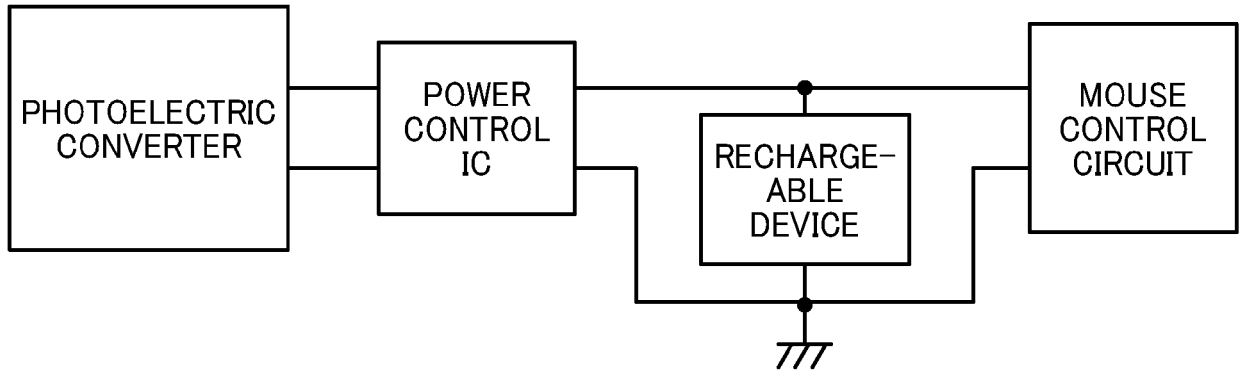 PHOTOELECTRIC
CONVERTER
POWER
CONTROL
IC
RECHARGE-
ABLE
DEVICE
MOUSE
CONTROL
CIRCUIT